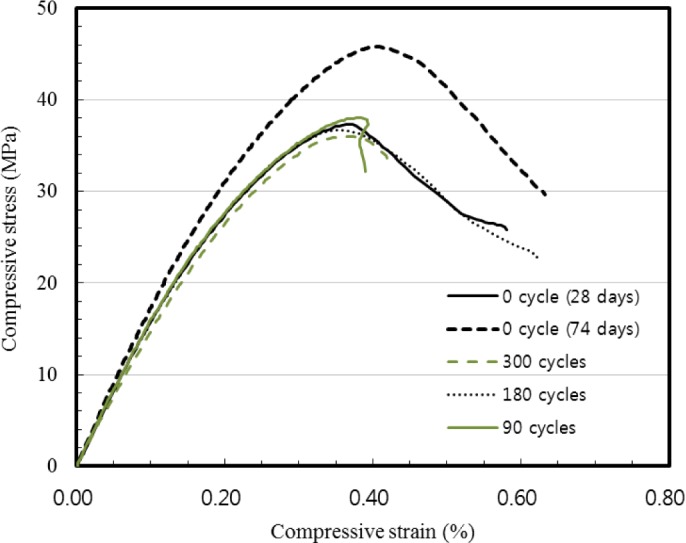 50
40
30
20
10
0
Compressive stress (MPa)
0 cycle (28 days)
0 cycle (74 days)
300 cycles
180 cycles
90 cycles
0.00 0.20 0.40 0.60 0.80
Compressive strain (%)